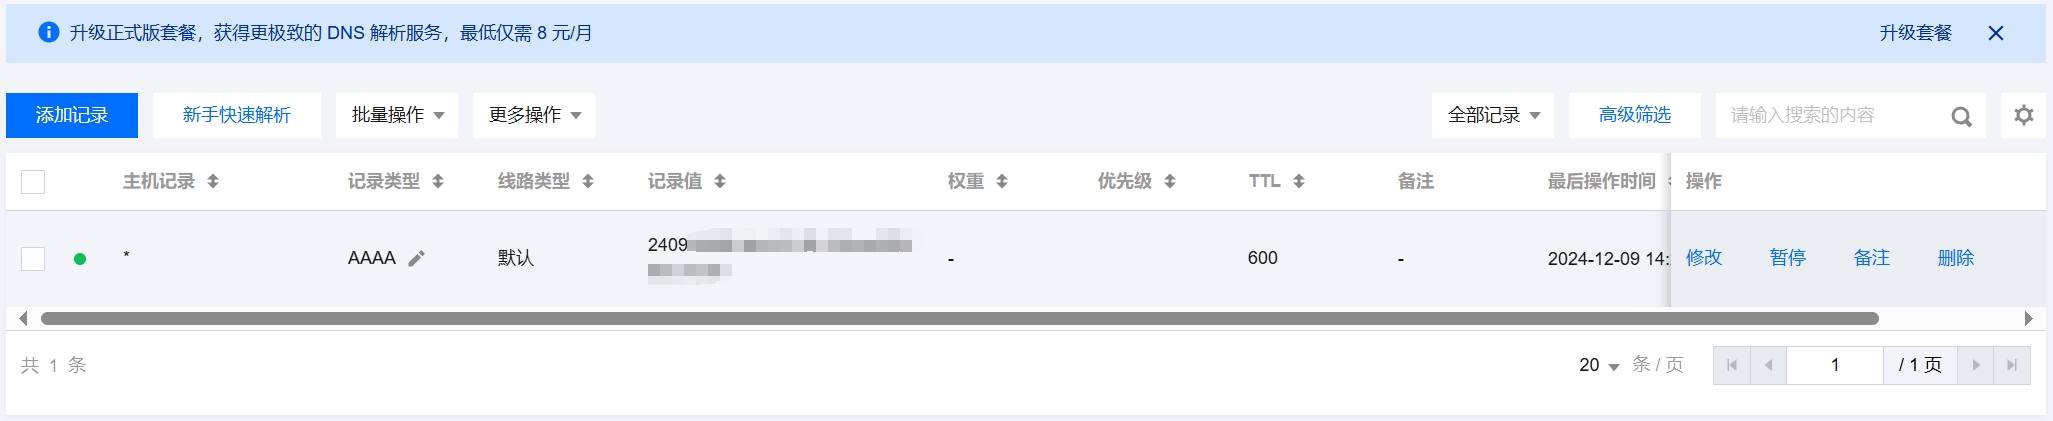 升级正式版套餐，获得更极致的 DNS 解析服务，最低仅需 8 元/月 升级套餐
添加记录 新手快速解析 批量操作 更多操作 全部记录 高级筛选 请输入搜索的内容
主机记录 记录类型 线路类型 记录值 权重 优先级 TTL 备注 最后操作时间 操作
* AAAA 默认 2409 - 600 - 2024-12-09 14: 修改 暂停 备注 删除
共 1 条 20 条 / 页 1 / 1 页